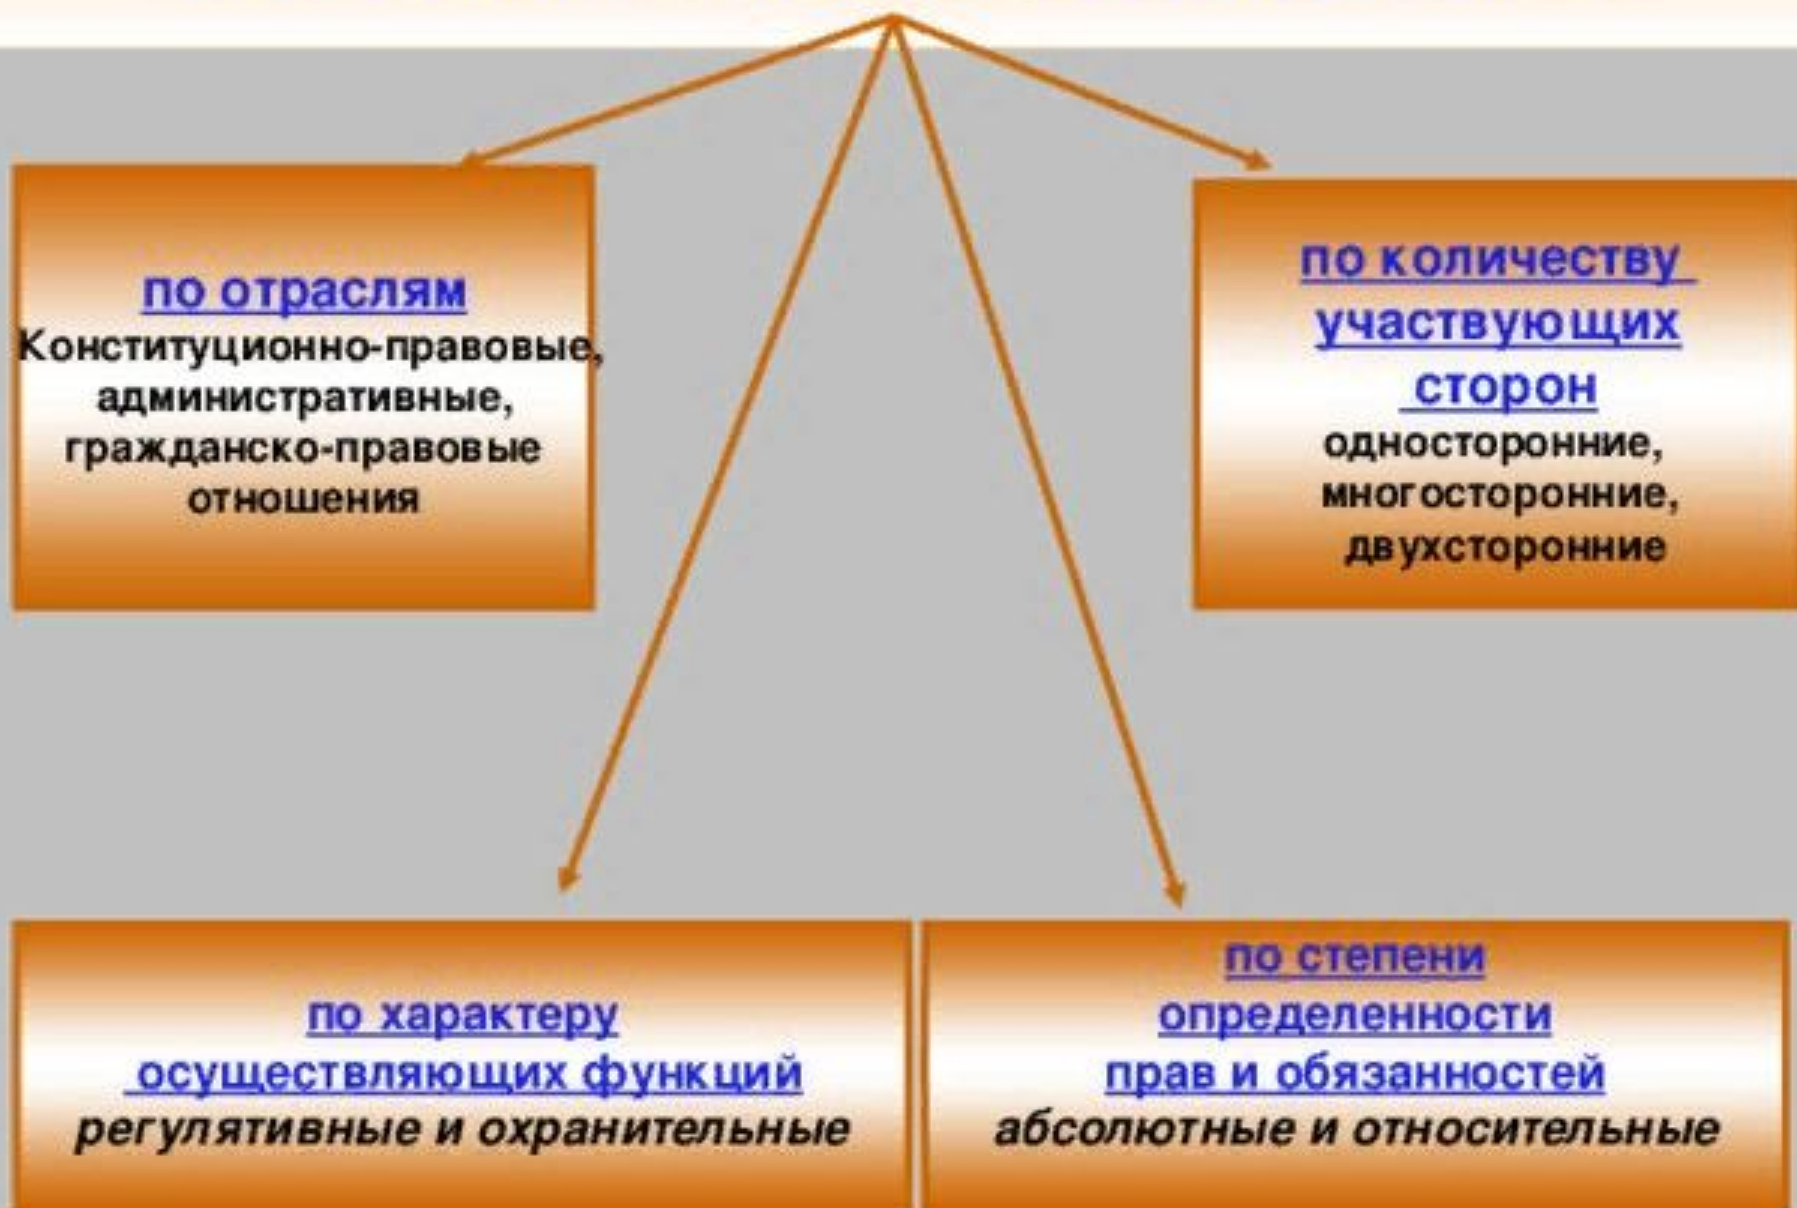 по отраслям
Конституционно-правовые,
административные,
гражданско-правовые
отношения
по количеству
участвующих
сторон
односторонние,
многосторонние,
двухсторонние
по характеру
осуществляющих функций
регулятивные и охранительные
по степени
определенности
прав и обязанностей
абсолютные и относительные